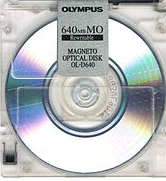 OLYMPUS
640MB MO
Rewritable
MAGNETO
OPTICAL DISK
OL-D640